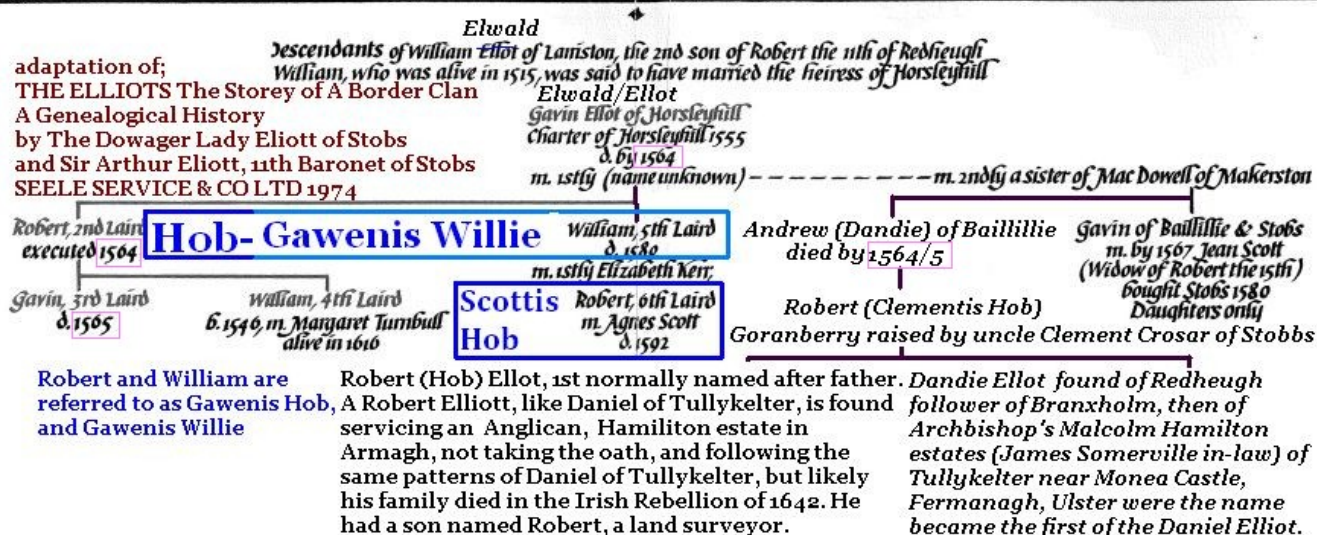 Elwald
Descendants of William Ellot of Lariston, the 2nd son of Robert the 11th of Redheugh
William, who was alive in 1515, was said to have married the heiress of Horsleyhill
adaptation of;
THE ELLIOTS The Storey of A Border Clan
A Genealogical History
by The Dowager Lady Eliott of Stobs
and Sir Arthur Eliott, 11th Baronet of Stobs
SEELE SERVICE & CO LTD 1974
Elwald/Ellot
Gavin Ellot of Horsleyhill
Charter of Horsleyhill 1555
d. by 1564
m. 1stly (name unknown) – – – – – – – – – m. 2ndly a sister of Mac Dowell of Makerston
Robert, 2nd Laird
executed 1564
Hob- Gawenis Willie
William, 5th Laird
d. 1580
m. 1stly Elizabeth Kerr,
Andrew (Dandie) of Baillillie
died by 1564/5
Gavin of Baillillie & Stobs
m. by 1567 Jean Scott
(Widow of Robert the 15th)
bought Stobs 1580
Daughters only
Gavin, 3rd Laird
d. 1565
William, 4th Laird
b. 1546, m. Margaret Turnbull
alive in 1616
Scottis
Hob
Robert, 6th Laird
m. Agnes Scott
d. 1592
Robert (Clementis Hob)
Goranberry raised by uncle Clement Crosar of Stobbs
Robert and William are
referred to as Gawenis Hob,
and Gawenis Willie
Robert (Hob) Ellot, 1st normally named after father.
A Robert Elliott, like Daniel of Tullykelter, is found
servicing an Anglican, Hamiliton estate in
Armagh, not taking the oath, and following the
same patterns of Daniel of Tullykelter, but likely
his family died in the Irish Rebellion of 1642. He
had a son named Robert, a land surveyor.
Dandie Ellot found of Redheugh
follower of Branxholm, then of
Archbishop's Malcolm Hamilton
estates (James Somerville in-law) of
Tullykelter near Monea Castle,
Fermanagh, Ulster were the name
became the first of the Daniel Elliot.